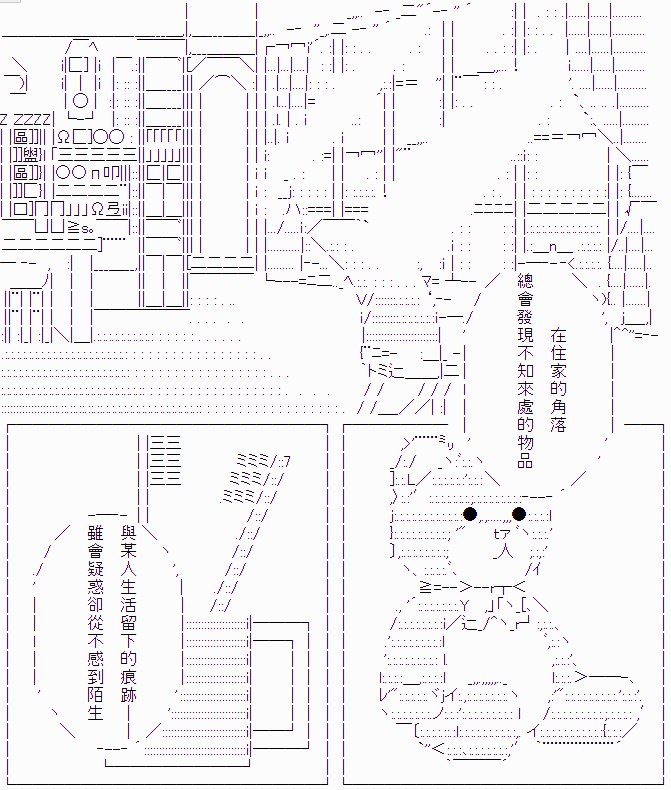 在住家的角落
總會發現不知來處的物品
與某人生活留下的痕跡
雖會疑惑卻從不感到陌生